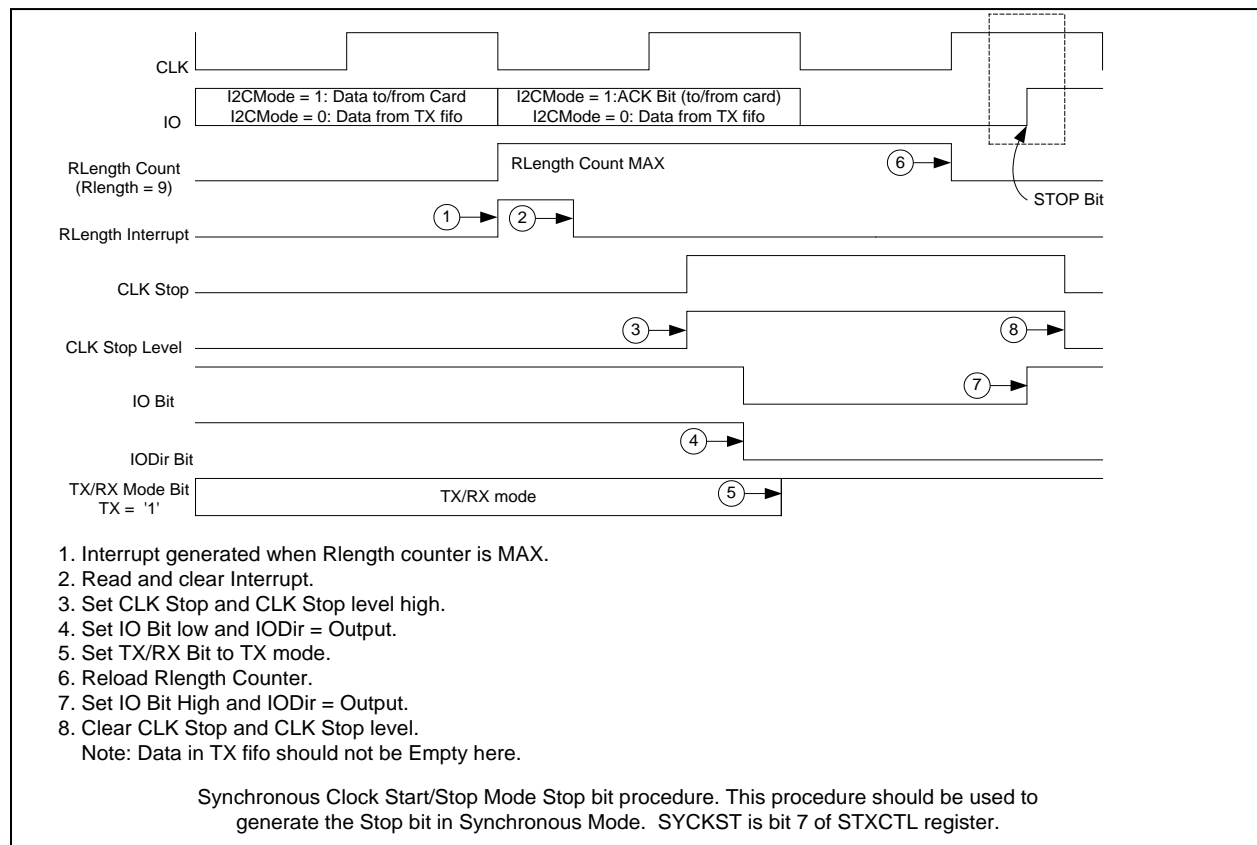 CLK
I2CMode = 1: Data to/from Card
I2CMode = 0: Data from TX fifo
I2CMode = 1:ACK Bit (to/from card)
I2CMode = 0: Data from TX fifo
IO
RLength Count
(Rlength = 9)
RLength Count MAX
6
STOP Bit
1
2
RLength Interrupt
CLK Stop
3
8
CLK Stop Level
7
IO Bit
4
IODir Bit
TX/RX Mode Bit
TX = '1'
TX/RX mode
5
1. Interrupt generated when Rlength counter is MAX.
2. Read and clear Interrupt.
3. Set CLK Stop and CLK Stop level high.
4. Set IO Bit low and IODir = Output.
5. Set TX/RX Bit to TX mode.
6. Reload Rlength Counter.
7. Set IO Bit High and IODir = Output.
8. Clear CLK Stop and CLK Stop level.
Note: Data in TX fifo should not be Empty here.
Synchronous Clock Start/Stop Mode Stop bit procedure. This procedure should be used to
generate the Stop bit in Synchronous Mode. SYCKST is bit 7 of STXCTL register.